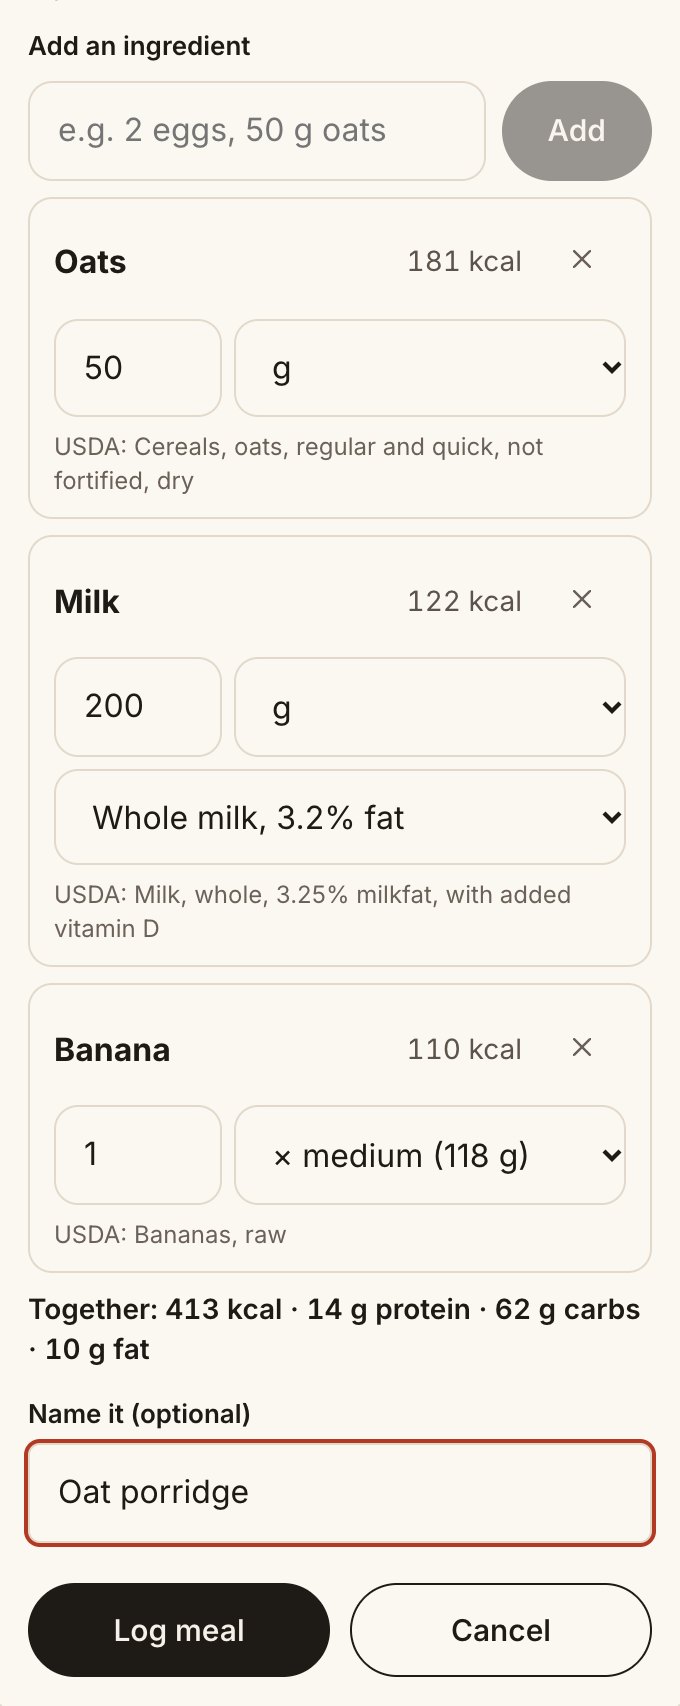 Add an ingredient
e.g. 2 eggs, 50 g oats
Add
Oats
181 kcal
×
50
g
USDA: Cereals, oats, regular and quick, not
fortified, dry
Milk
122 kcal
×
200
g
Whole milk, 3.2% fat
USDA: Milk, whole, 3.25% milkfat, with added
vitamin D
Banana
110 kcal
×
1
× medium (118 g)
USDA: Bananas, raw
Together: 413 kcal · 14 g protein · 62 g carbs
· 10 g fat
Name it (optional)
Oat porridge
Log meal
Cancel